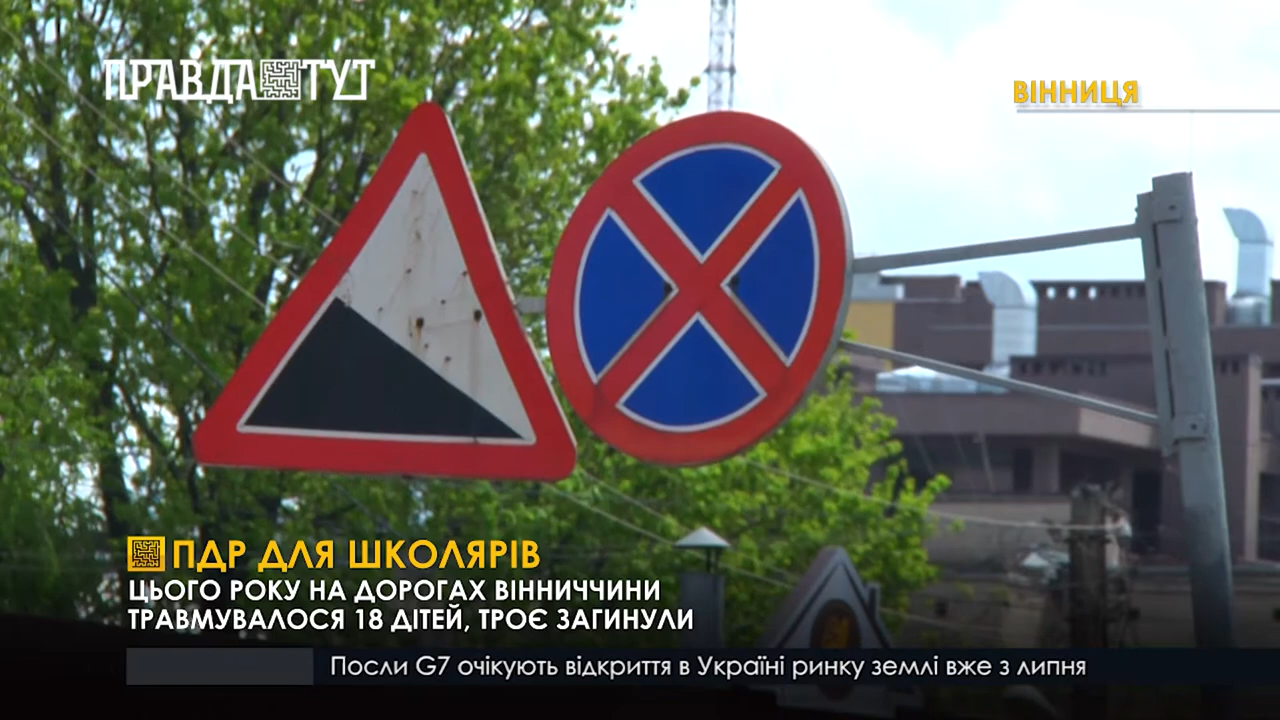 ПРАВДА ТУТ
ВІННИЦЯ
ПДР ДЛЯ ШКОЛЯРІВ
ЦЬОГО РОКУ НА ДОРОГАХ ВІННИЧЧИНИ
ТРАВМУВАЛОСЯ 18 ДІТЕЙ, ТРОЄ ЗАГИНУЛИ
Посли G7 очікують відкриття в Україні ринку землі вже з липня